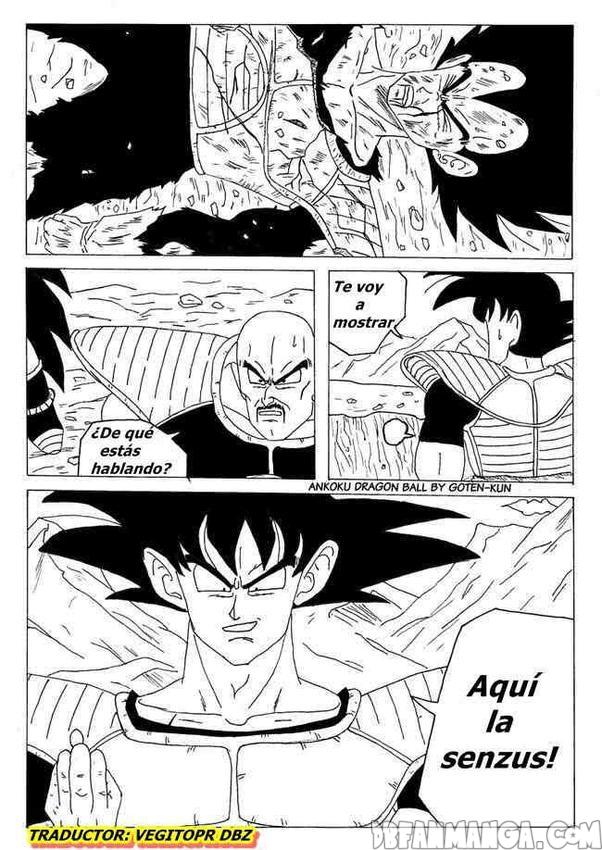 Te voy
a
mostrar
¿De qué
estás
hablando?
ANKOKU DRAGON BALL BY GOTEN-KUN
Aquí
la
senzus!
TRADUCTOR: VEGITOPR DBZ
DBFANMANGA.COM